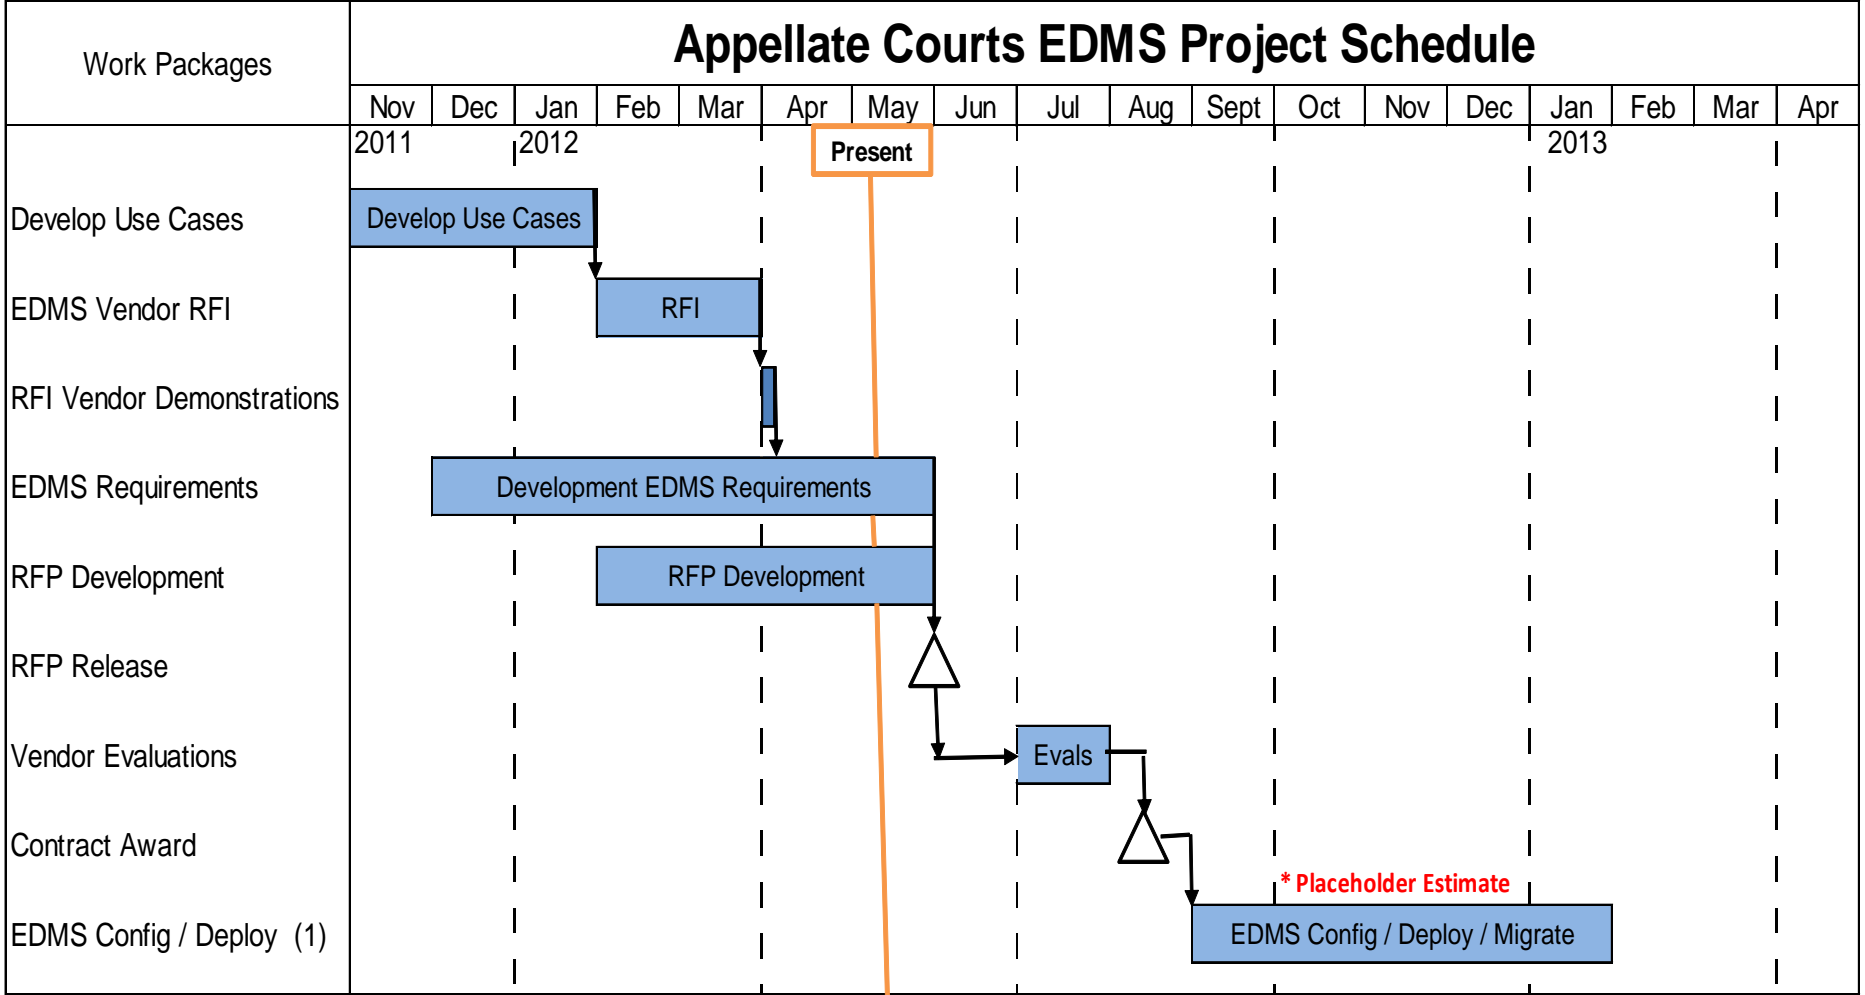 Appellate Courts EDMS Project Schedule
Work Packages
Nov Dec Jan Feb Mar Apr May Jun Jul Aug Sept Oct Nov Dec Jan Feb Mar Apr
2011 2012 2013
Present
Develop Use Cases Develop Use Cases
EDMS Vendor RFI RFI
RFI Vendor Demonstrations
EDMS Requirements Development EDMS Requirements
RFP Development RFP Development
RFP Release
Vendor Evaluations Evals
Contract Award
* Placeholder Estimate
EDMS Config / Deploy (1) EDMS Config / Deploy / Migrate